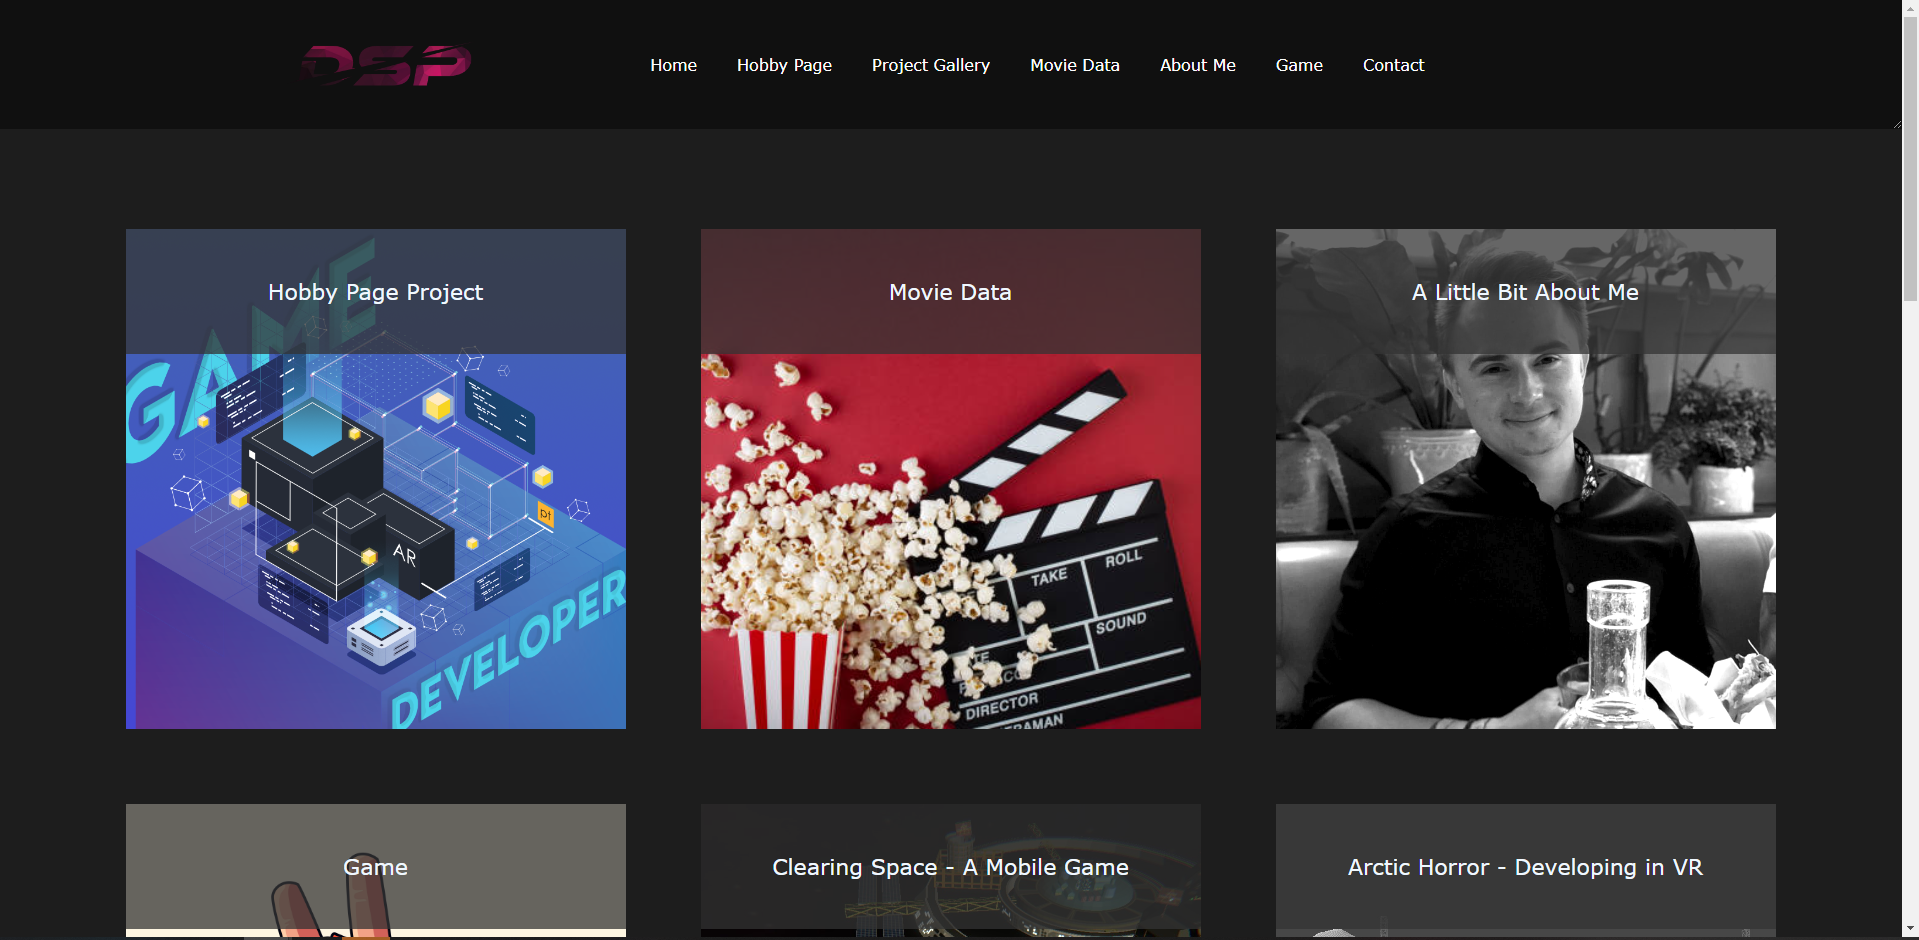 DSP
Home Hobby Page Project Gallery Movie Data About Me Game Contact
Hobby Page Project
Movie Data
A Little Bit About Me
GAME
AR
DEVELOPER
TAKE
ROLL
SOUND
DIRECTOR
Game
Clearing Space - A Mobile Game
Arctic Horror - Developing in VR